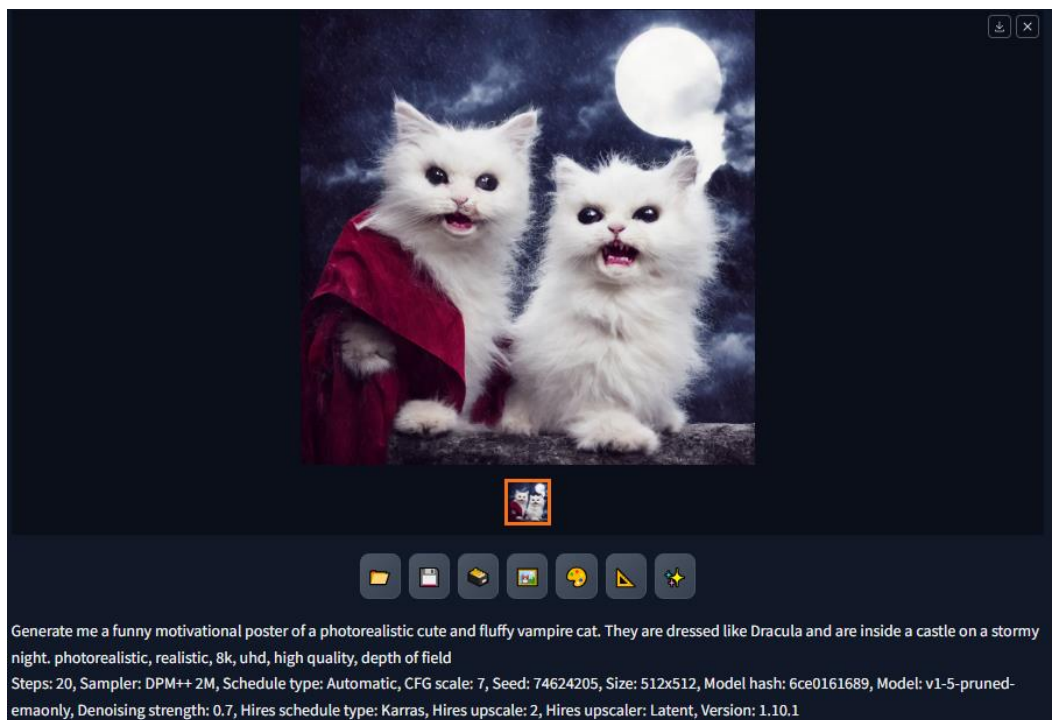 Generate me a funny motivational poster of a photorealistic cute and fluffy vampire cat. They are dressed like Dracula and are inside a castle on a stormy
night. photorealistic, realistic, 8k, uhd, high quality, depth of field
Steps: 20, Sampler: DPM++ 2M, Schedule type: Automatic, CFG scale: 7, Seed: 74624205, Size: 512x512, Model hash: 6ce0161689, Model: v1-5-pruned-
emaonly, Denoising strength: 0.7, Hires schedule type: Karras, Hires upscale: 2, Hires upscaler: Latent, Version: 1.10.1